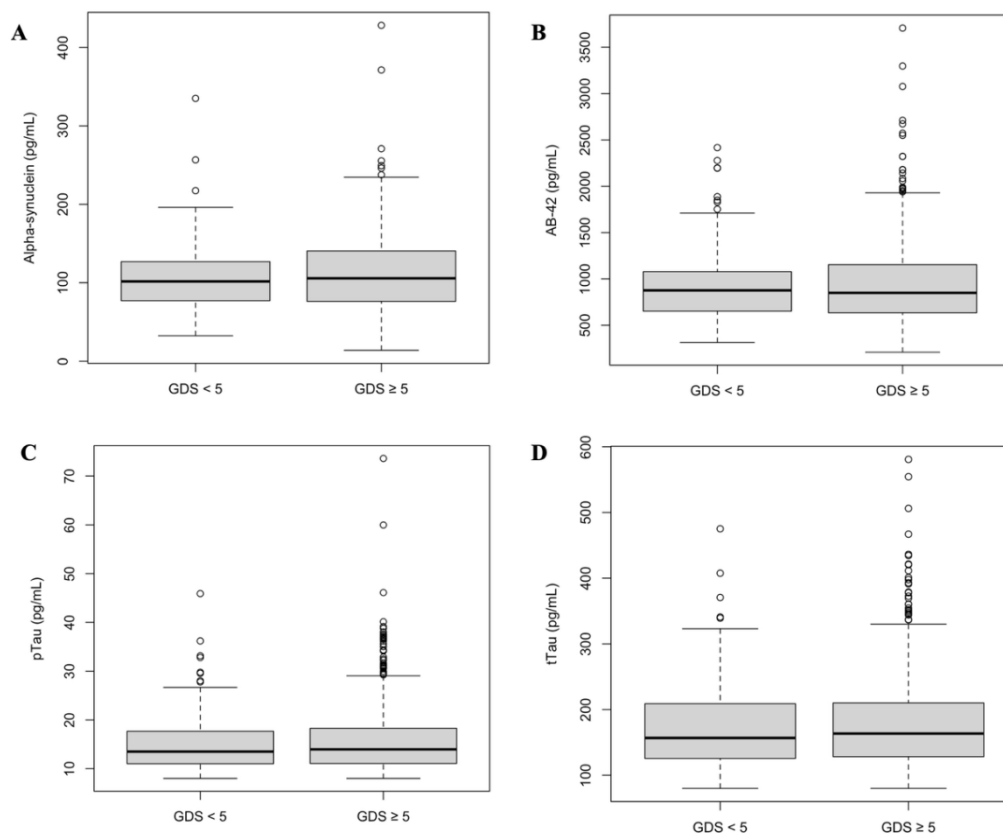 A
Alpha-synuclein (pg/mL)
0
100
200
300
400
GDS < 5
GDS ≥ 5
B
AB-42 (pg/mL)
500
1000
1500
2000
2500
3000
3500
GDS < 5
GDS ≥ 5
C
pTau (pg/mL)
10
20
30
40
50
60
70
GDS < 5
GDS ≥ 5
D
tTau (pg/mL)
100
200
300
400
500
600
GDS < 5
GDS ≥ 5